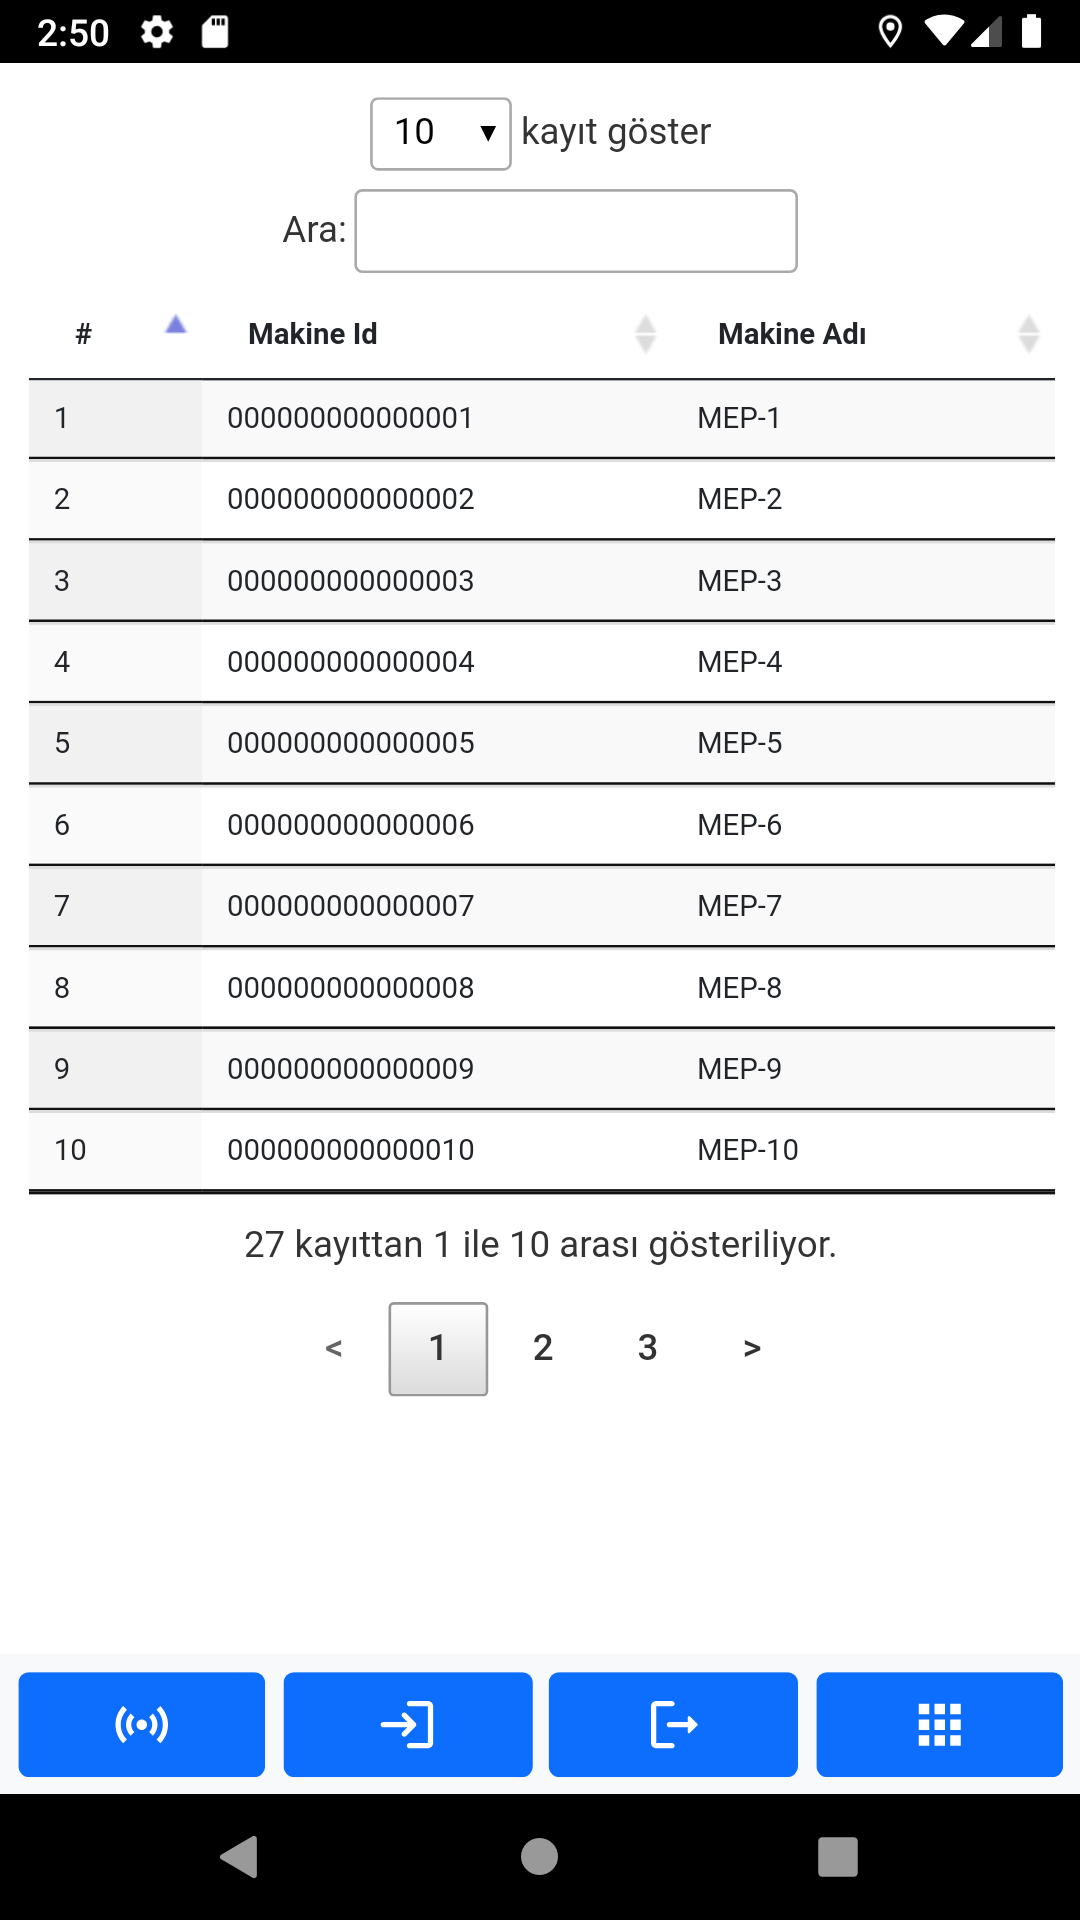 2:50
10 ▼ kayıt göster
Ara:
# Makine Id Makine Adı
1 000000000000001 MEP-1
2 000000000000002 MEP-2
3 000000000000003 MEP-3
4 000000000000004 MEP-4
5 000000000000005 MEP-5
6 000000000000006 MEP-6
7 000000000000007 MEP-7
8 000000000000008 MEP-8
9 000000000000009 MEP-9
10 000000000000010 MEP-10
27 kayıttan 1 ile 10 arası gösteriliyor.
< 1 2 3 >